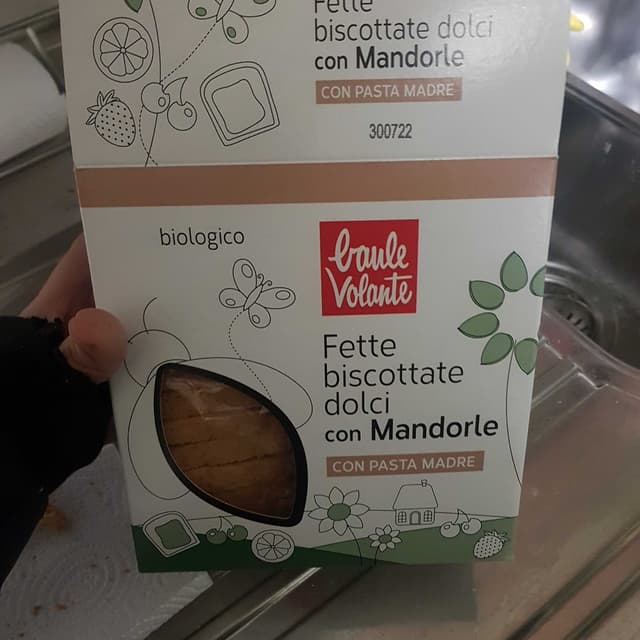 Fette
biscottate dolci
con Mandorle
CON PASTA MADRE
300722
biologico
baule
Volante
Fette
biscottate
dolci
con Mandorle
CON PASTA MADRE